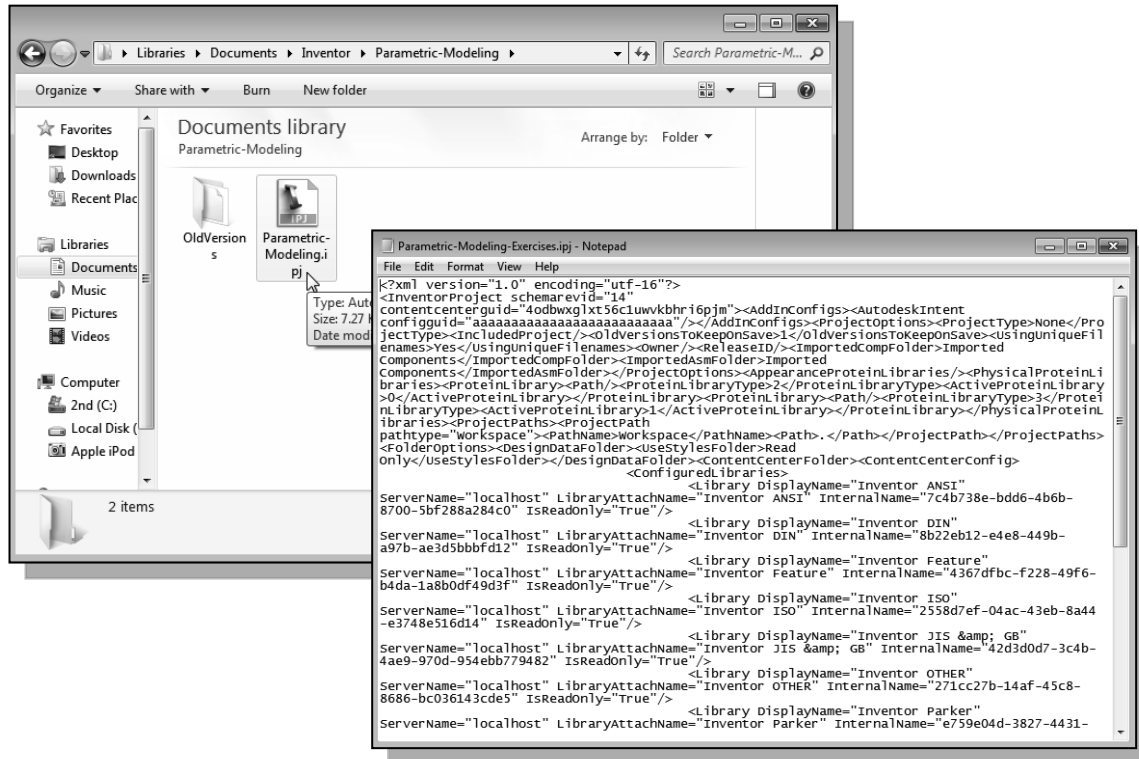 Libraries ▸ Documents ▸ Inventor ▸ Parametric-Modeling ▸
Search Parametric-M...
Organize ▾ Share with ▾ Burn New folder
Favorites
Desktop
Downloads
Recent Plac
Libraries
Documents
Music
Pictures
Videos
Computer
2nd (C:)
Local Disk (
Apple iPod
Documents library
Parametric-Modeling
Arrange by: Folder ▾
OldVersion
s
IPJ
Parametric-
Modeling.i
pj
Type: Aut
Size: 7.27
Date mod
2 items
Parametric-Modeling-Exercises.ipj - Notepad
File Edit Format View Help
<?xml version="1.0" encoding="utf-16"?>
<InventorProject schemarevid="14"
contentcenterguid="4odbwxglxt56c1uwvkbhri6pjm"><AddInConfigs><AutodeskIntent
configguid="aaaaaaaaaaaaaaaaaaaaaaaaaa"/></AddInConfigs><ProjectOptions><ProjectType>None</Pro
jectType><IncludedProject/><OldVersionsToKeepOnSave>1</OldVersionsToKeepOnSave><UsingUniqueFil
enames>Yes</UsingUniqueFilenames><Owner/><ReleaseID/><ImportedCompFolder>Imported
Components</ImportedCompFolder><ImportedAsmFolder>Imported
Components</ImportedAsmFolder></ProjectOptions><AppearanceProteinLibraries/><PhysicalProteinLi
braries><ProteinLibrary><Path/><ProteinLibraryType>2</ProteinLibraryType><ActiveProteinLibrary
>0</ActiveProteinLibrary></ProteinLibrary><ProteinLibrary><Path/><ProteinLibraryType>3</Protei
nLibraryType><ActiveProteinLibrary>1</ActiveProteinLibrary></ProteinLibrary></PhysicalProteinL
ibraries><ProjectPaths><ProjectPath
pathtype="Workspace"><PathName>Workspace</PathName><Path>.</Path></ProjectPath></ProjectPaths>
<FolderOptions><DesignDataFolder><UseStylesFolder>Read
Only</UseStylesFolder></DesignDataFolder><ContentCenterFolder><ContentCenterConfig>
<ConfiguredLibraries>
<Library DisplayName="Inventor ANSI"
ServerName="localhost" LibraryAttachName="Inventor ANSI" InternalName="7c4b738e-bdd6-4b6b-
8700-5bf288a284c0" IsReadOnly="True"/>
<Library DisplayName="Inventor DIN"
ServerName="localhost" LibraryAttachName="Inventor DIN" InternalName="8b22eb12-e4e8-449b-
a97b-ae3d5bbbfd12" IsReadOnly="True"/>
<Library DisplayName="Inventor Feature"
ServerName="localhost" LibraryAttachName="Inventor Feature" InternalName="4367dfbc-f228-49f6-
b4da-1a8b0df49d3f" IsReadOnly="True"/>
<Library DisplayName="Inventor ISO"
ServerName="localhost" LibraryAttachName="Inventor ISO" InternalName="2558d7ef-04ac-43eb-8a44
-e3748e516d14" IsReadOnly="True"/>
<Library DisplayName="Inventor JIS &amp; GB"
ServerName="localhost" LibraryAttachName="Inventor JIS &amp; GB" InternalName="42d3d0d7-3c4b-
4ae9-970d-954ebb779482" IsReadOnly="True"/>
<Library DisplayName="Inventor OTHER"
ServerName="localhost" LibraryAttachName="Inventor OTHER" InternalName="271cc27b-14af-45c8-
8686-bc036143cde5" IsReadOnly="True"/>
<Library DisplayName="Inventor Parker"
ServerName="localhost" LibraryAttachName="Inventor Parker" InternalName="e759e04d-3827-4431-